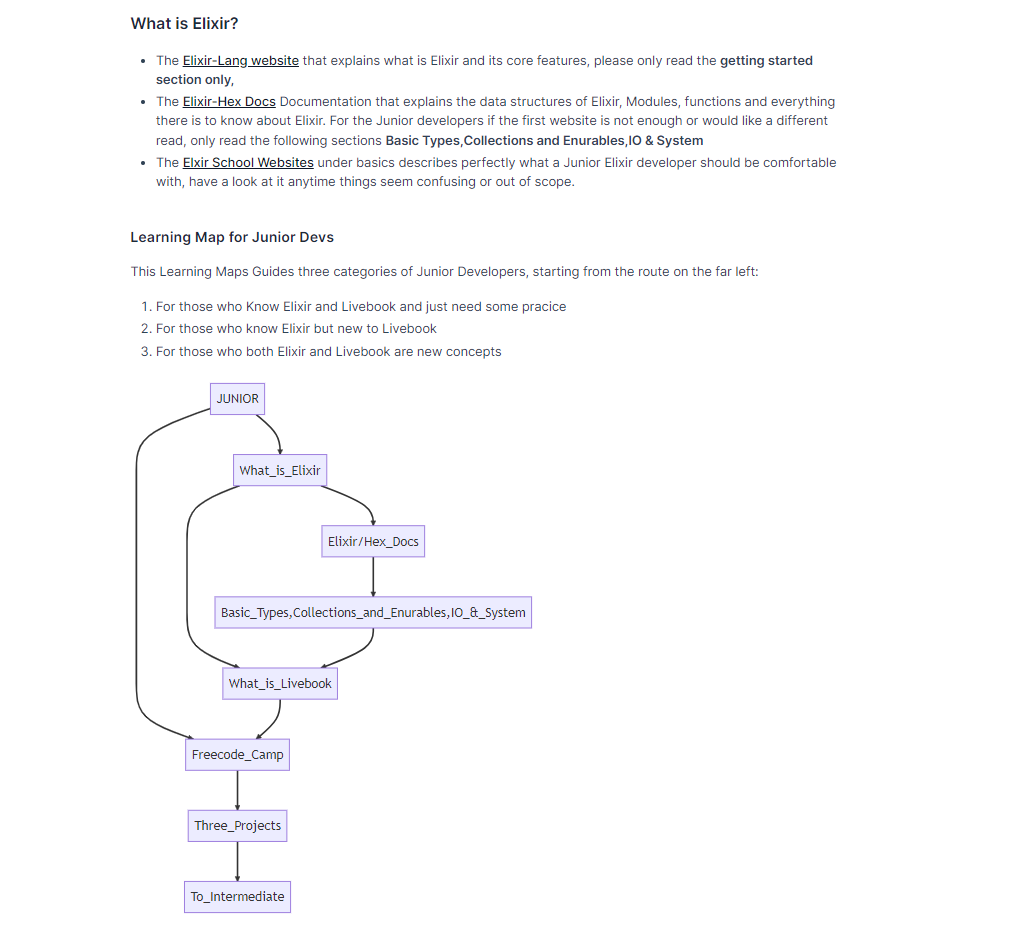 What is Elixir?
• The Elixir-Lang website that explains what is Elixir and its core features, please only read the getting started
section only,
• The Elixir-Hex Docs Documentation that explains the data structures of Elixir, Modules, functions and everything
there is to know about Elixir. For the Junior developers if the first website is not enough or would like a different
read, only read the following sections Basic Types,Collections and Enurables,IO & System
• The Elxir School Websites under basics describes perfectly what a Junior Elixir developer should be comfortable
with, have a look at it anytime things seem confusing or out of scope.
Learning Map for Junior Devs
This Learning Maps Guides three categories of Junior Developers, starting from the route on the far left:
1. For those who Know Elixir and Livebook and just need some pracice
2. For those who know Elixir but new to Livebook
3. For those who both Elixir and Livebook are new concepts
JUNIOR
What_is_Elixir
Elixir/Hex_Docs
Basic_Types,Collections_and_Enurables,IO_&_System
What_is_Livebook
Freecode_Camp
Three_Projects
To_Intermediate